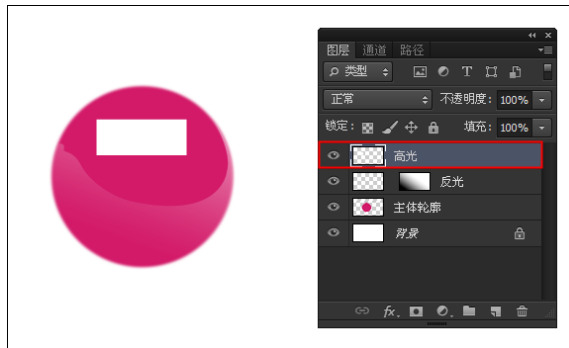 图层 通道 路径
类型 T
正常 不透明度: 100%
锁定: 填充: 100%
高光
反光
主体轮廓
背景
fx.